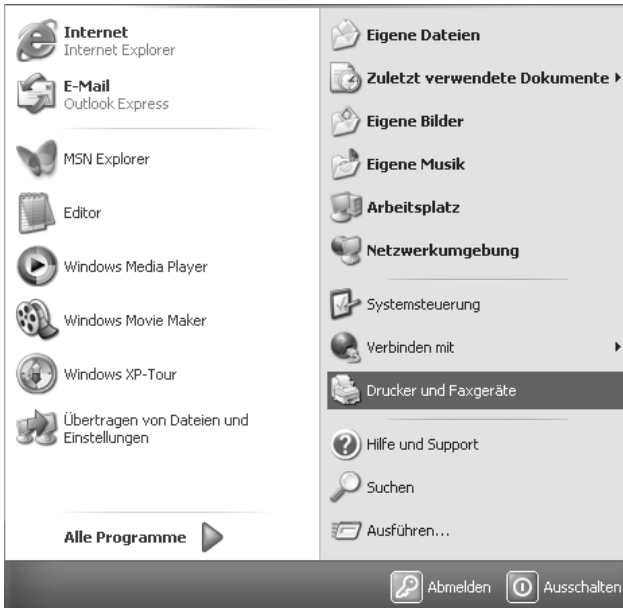 Internet
Internet Explorer
E-Mail
Outlook Express
MSN Explorer
Editor
Windows Media Player
Windows Movie Maker
Windows XP-Tour
Übertragen von Dateien und
Einstellungen
Alle Programme
Eigene Dateien
Zuletzt verwendete Dokumente
Eigene Bilder
Eigene Musik
Arbeitsplatz
Netzwerkumgebung
Systemsteuerung
Verbinden mit
Drucker und Faxgeräte
Hilfe und Support
Suchen
Ausführen...
Abmelden
Ausschalten